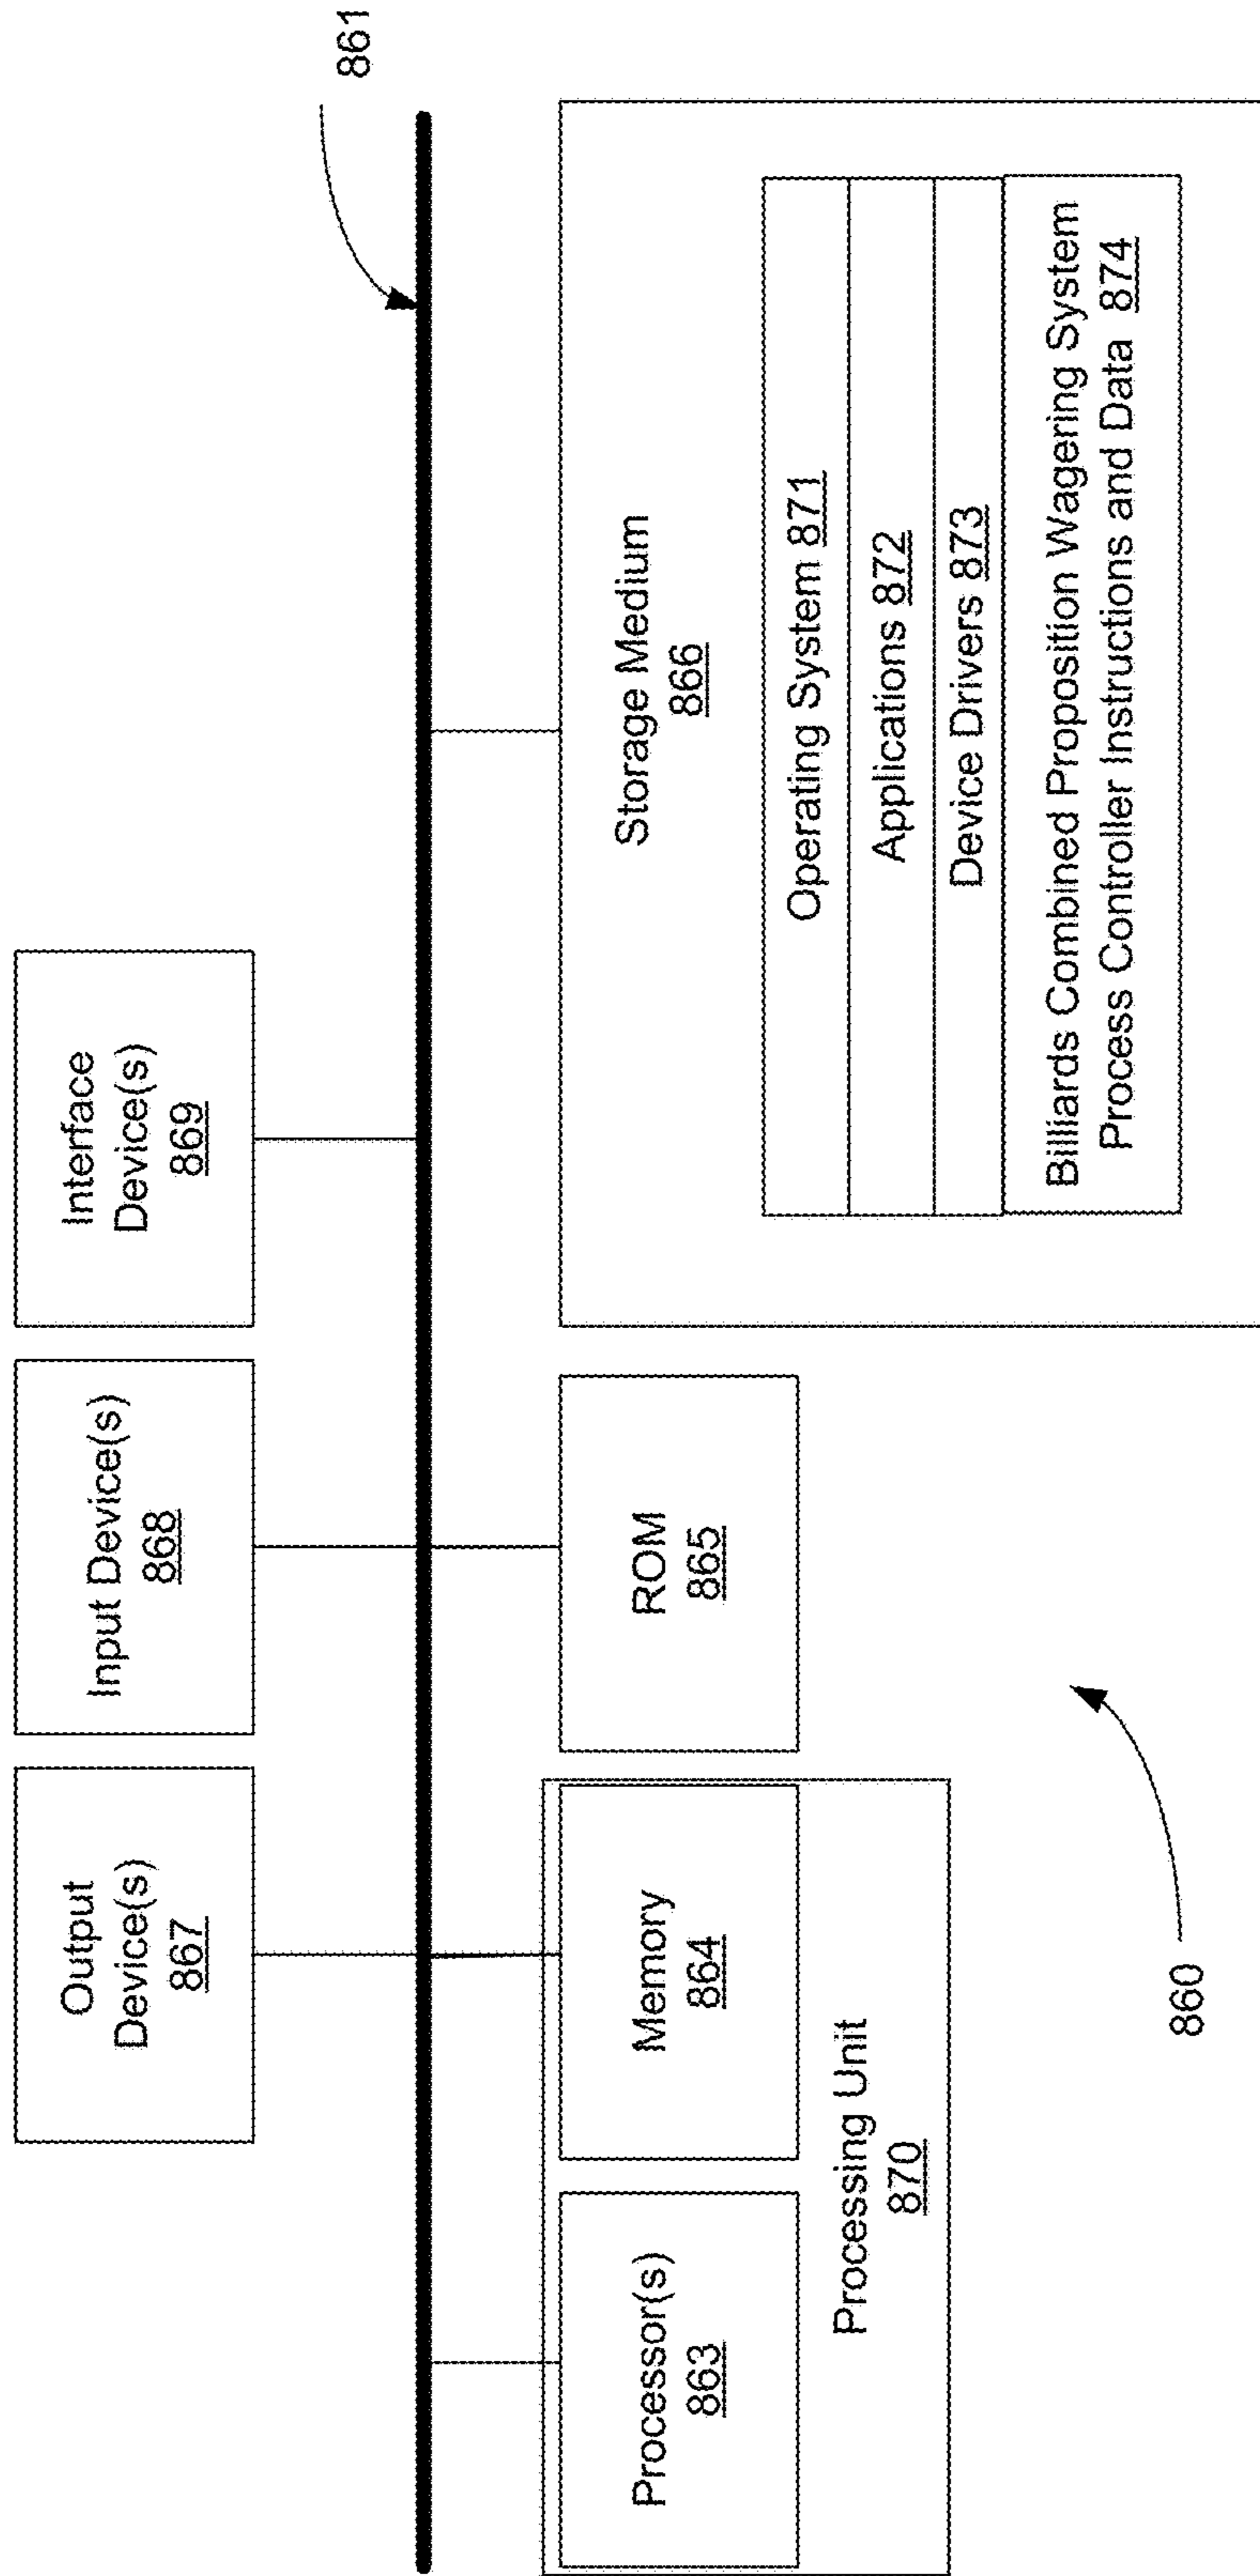 Output
Device(s)
867
Input Device(s)
868
Interface
Device(s)
869
861
Processor(s)
863
Memory
864
Processing Unit
870
ROM
865
Storage Medium
866
Operating System 871
Applications 872
Device Drivers 873
Billiards Combined Proposition Wagering System
Process Controller Instructions and Data 874
860